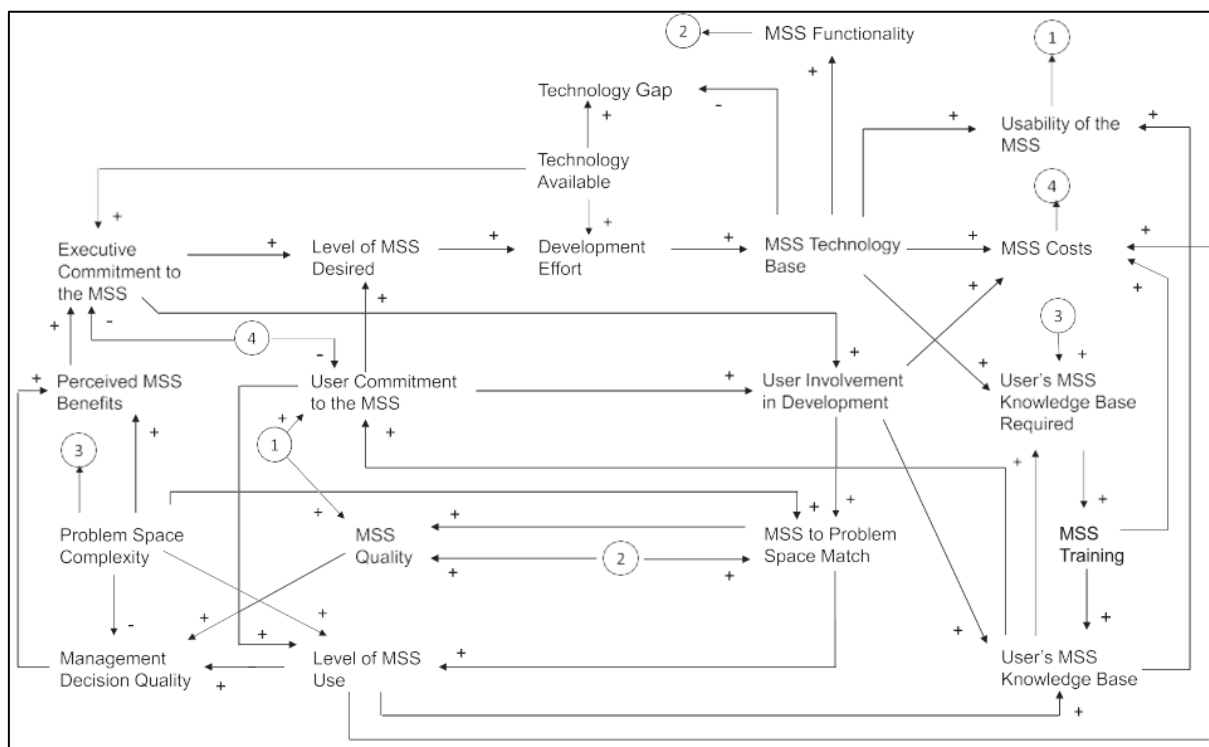 2
MSS Functionality
1
+
Technology Gap
-
+
+
+
Usability of the
MSS
Technology
Available
4
+
+
+
+
+
+
+
Executive
Commitment to
the MSS
Level of MSS
Desired
Development
Effort
MSS Technology
Base
MSS Costs
+
+
+
+
-
4
3
-
+
+
+
+
Perceived MSS
Benefits
User Commitment
to the MSS
+
User Involvement
in Development
User's MSS
Knowledge Base
Required
+
+
+
1
3
+
+
+
+
+
+
Problem Space
Complexity
MSS
Quality
2
MSS to Problem
Space Match
MSS
Training
+
+
-
+
+
+
+
+
Management
Decision Quality
+
Level of MSS
Use
+
User's MSS
Knowledge Base
+